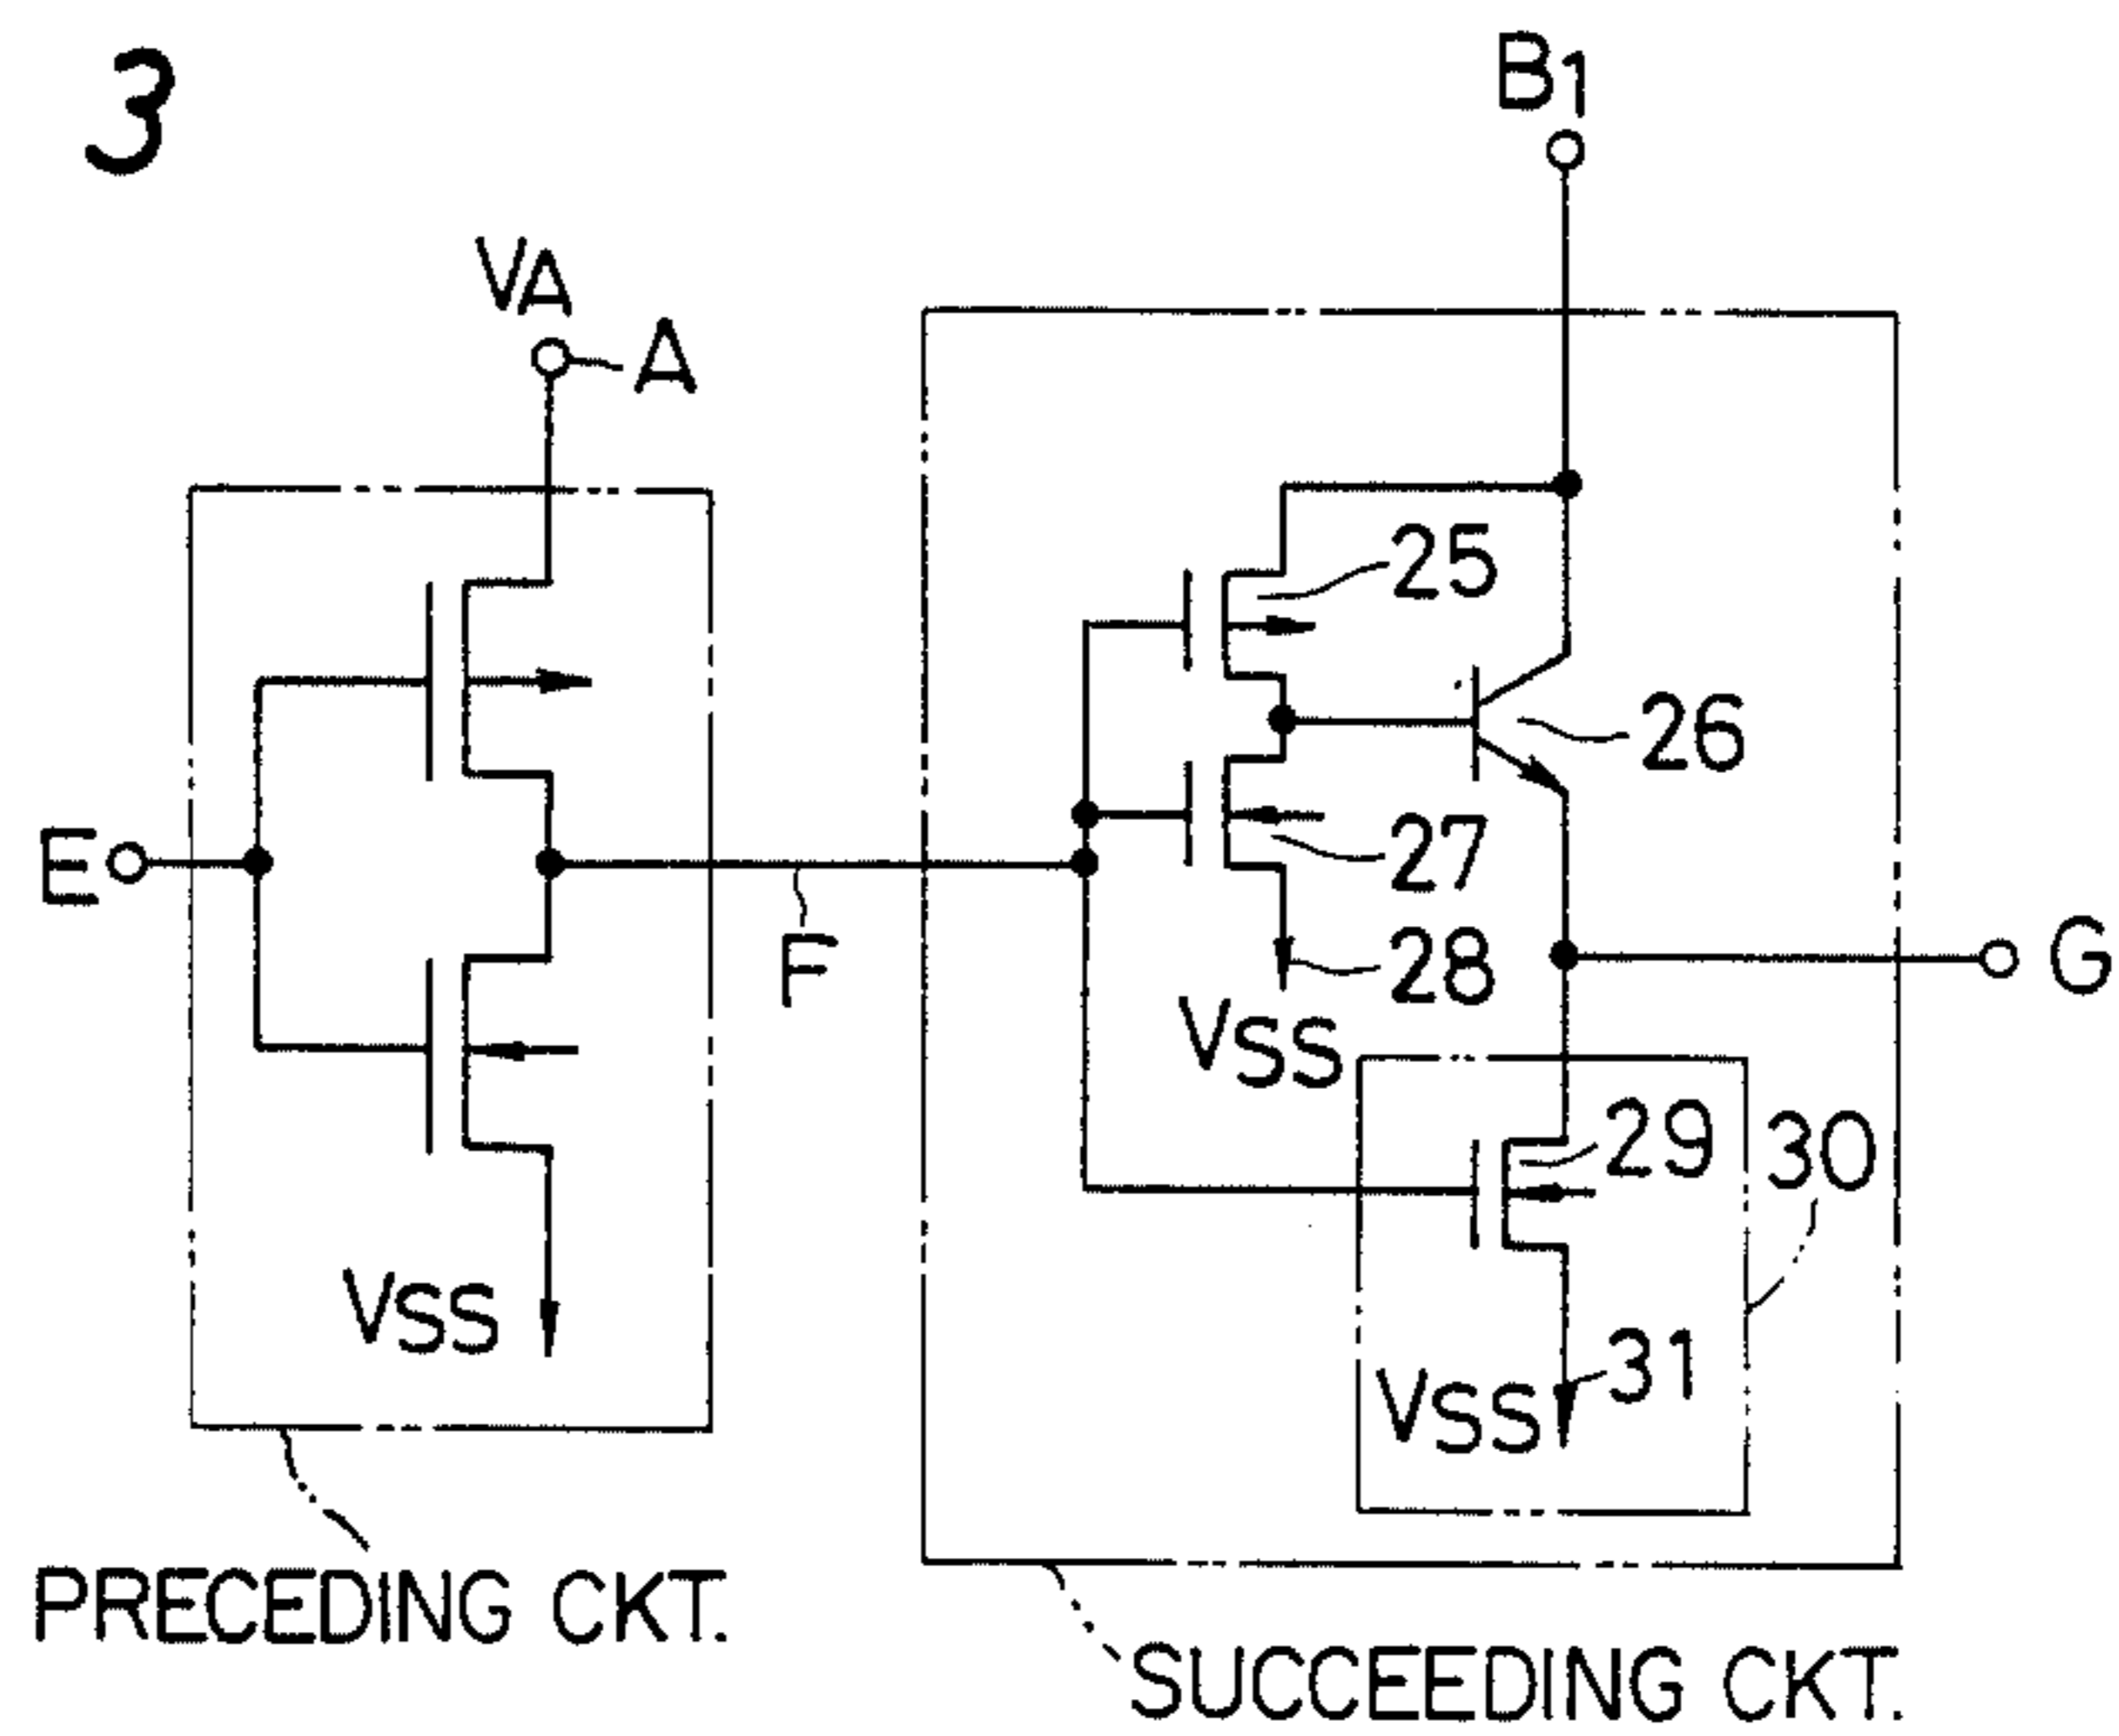 3
B1
VA
A
25
26
E
27
F
28
G
VSS
29
30
VSS
31
VSS
PRECEDING CKT.
SUCCEEDING CKT.